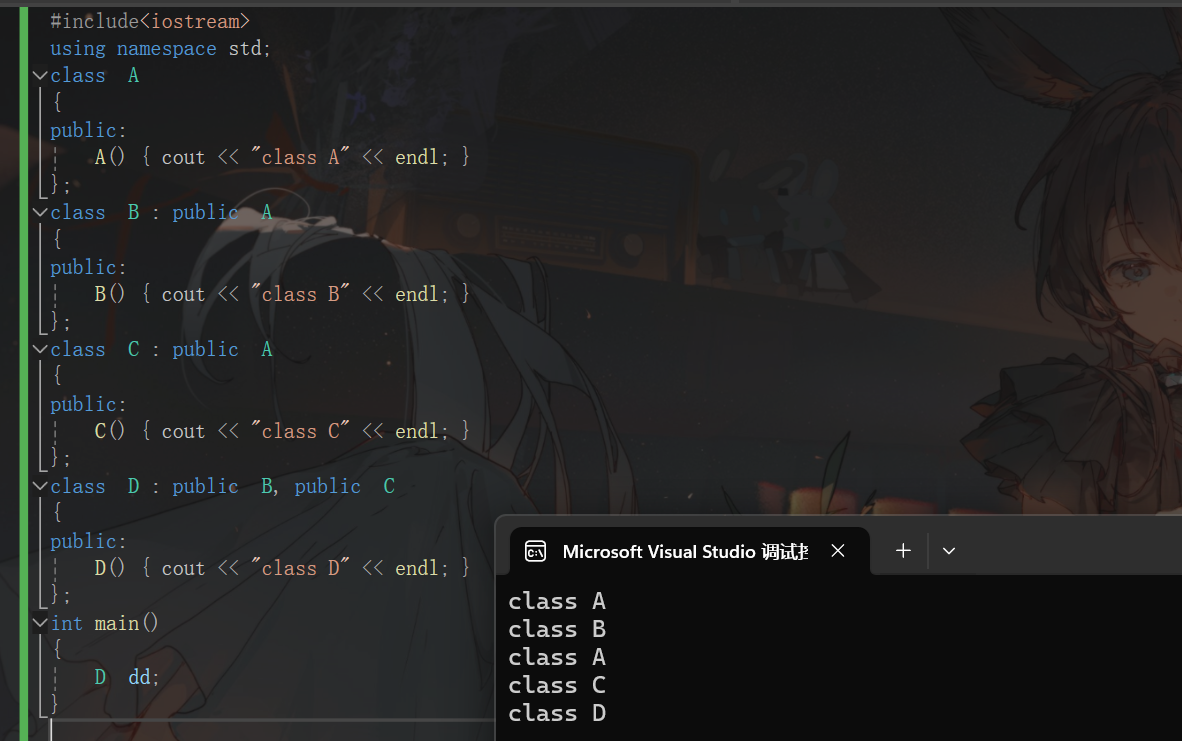 #include<iostream>
using namespace std;
class  A
{
public:
    A() { cout << "class A" << endl; }
};
class  B : public  A
{
public:
    B() { cout << "class B" << endl; }
};
class  C : public  A
{
public:
    C() { cout << "class C" << endl; }
};
class  D : public  B, public  C
{
public:
    D() { cout << "class D" << endl; }
};
int main()
{
    D  dd;
}
Microsoft Visual Studio 调试
class A
class B
class A
class C
class D